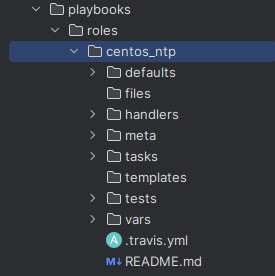 playbooks
roles
centos_ntp
defaults
files
handlers
meta
tasks
templates
tests
vars
A .travis.yml
M↓ README.md